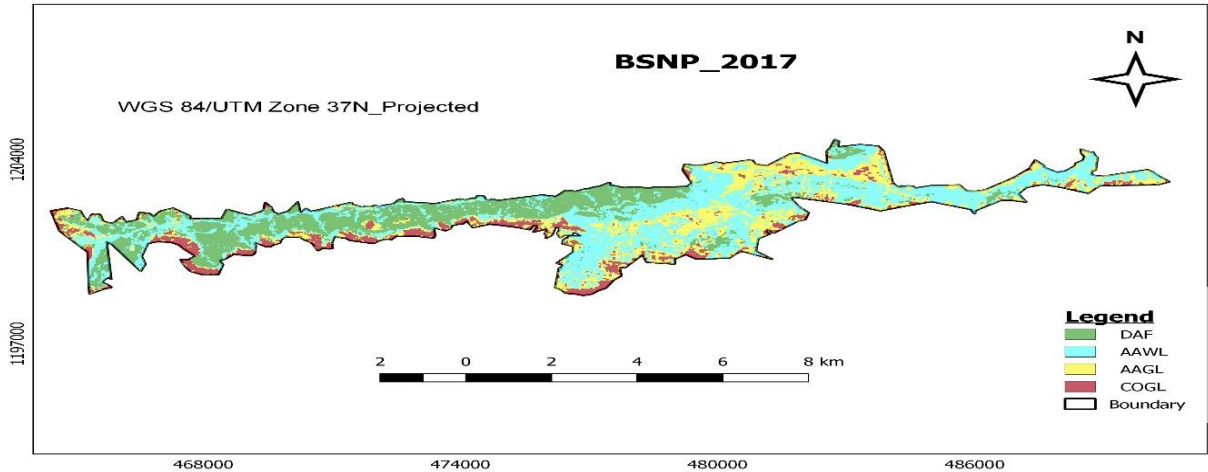 BSNP_2017
N
WGS 84/UTM Zone 37N_Projected
1204000
1197000
Legend
DAF
AAWL
AAGL
COGL
Boundary
2 0 2 4 6 8 km
468000 474000 480000 486000